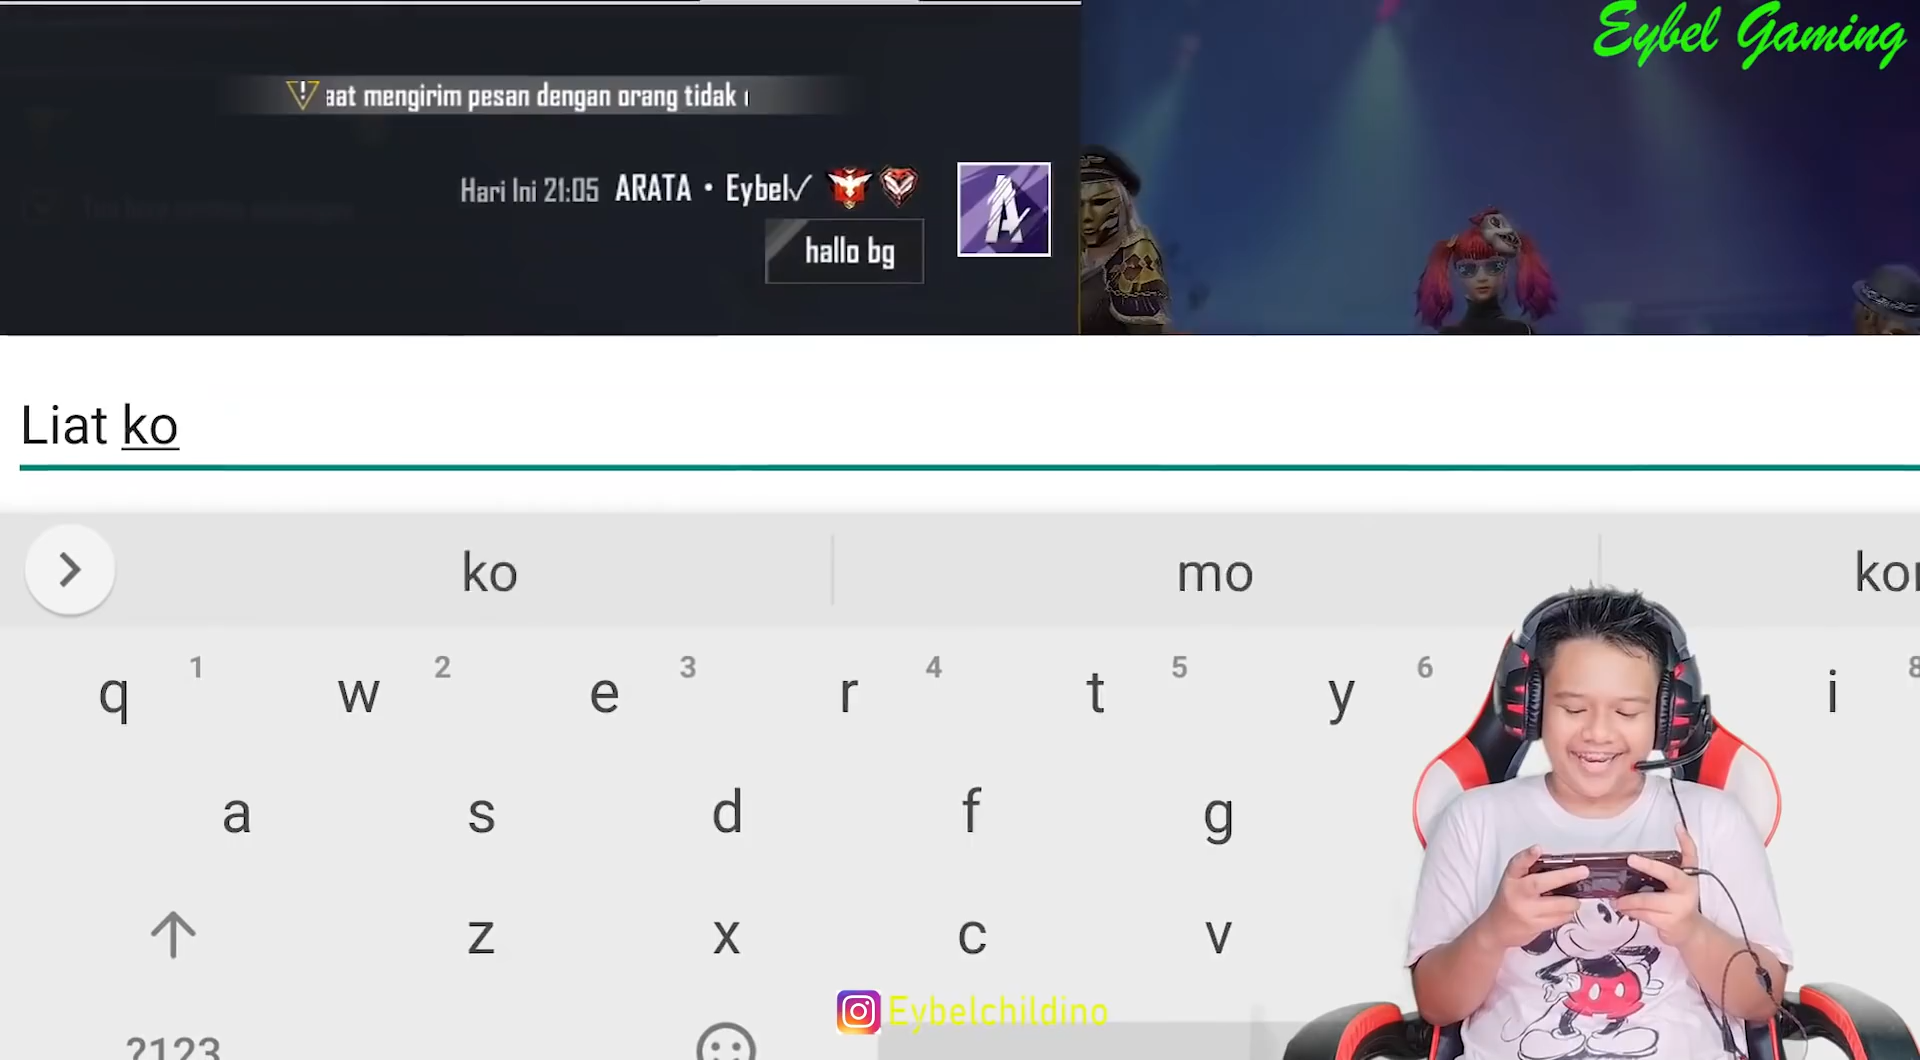 Eybel Gaming
aat mengirim pesan dengan orang tidak
Hari Ini 21:05 ARATA • Eybel✓
A
hallo bg
Liat ko
ko mo
q 1 w 2 e 3 r 4 t 5 y 6 i 8
a s d f g
z x c v
?123
Eybelchildino